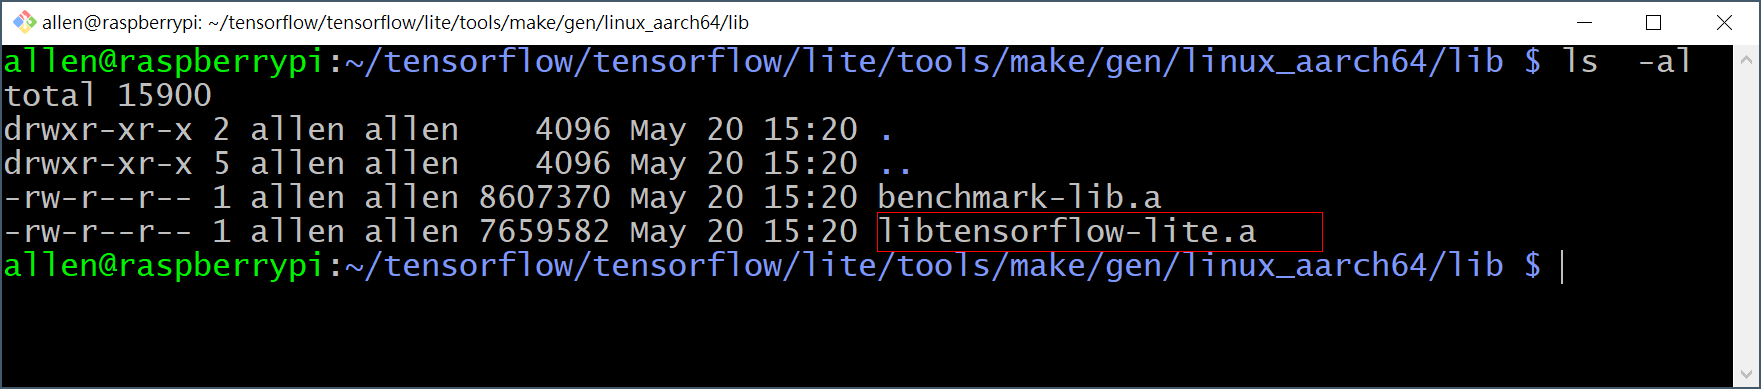 allen@raspberrypi: ~/tensorflow/tensorflow/lite/tools/make/gen/linux_aarch64/lib
allen@raspberrypi:~/tensorflow/tensorflow/lite/tools/make/gen/linux_aarch64/lib $ ls  -al
total 15900
drwxr-xr-x 2 allen allen    4096 May 20 15:20 .
drwxr-xr-x 5 allen allen    4096 May 20 15:20 ..
-rw-r--r-- 1 allen allen 8607370 May 20 15:20 benchmark-lib.a
-rw-r--r-- 1 allen allen 7659582 May 20 15:20 libtensorflow-lite.a
allen@raspberrypi:~/tensorflow/tensorflow/lite/tools/make/gen/linux_aarch64/lib $